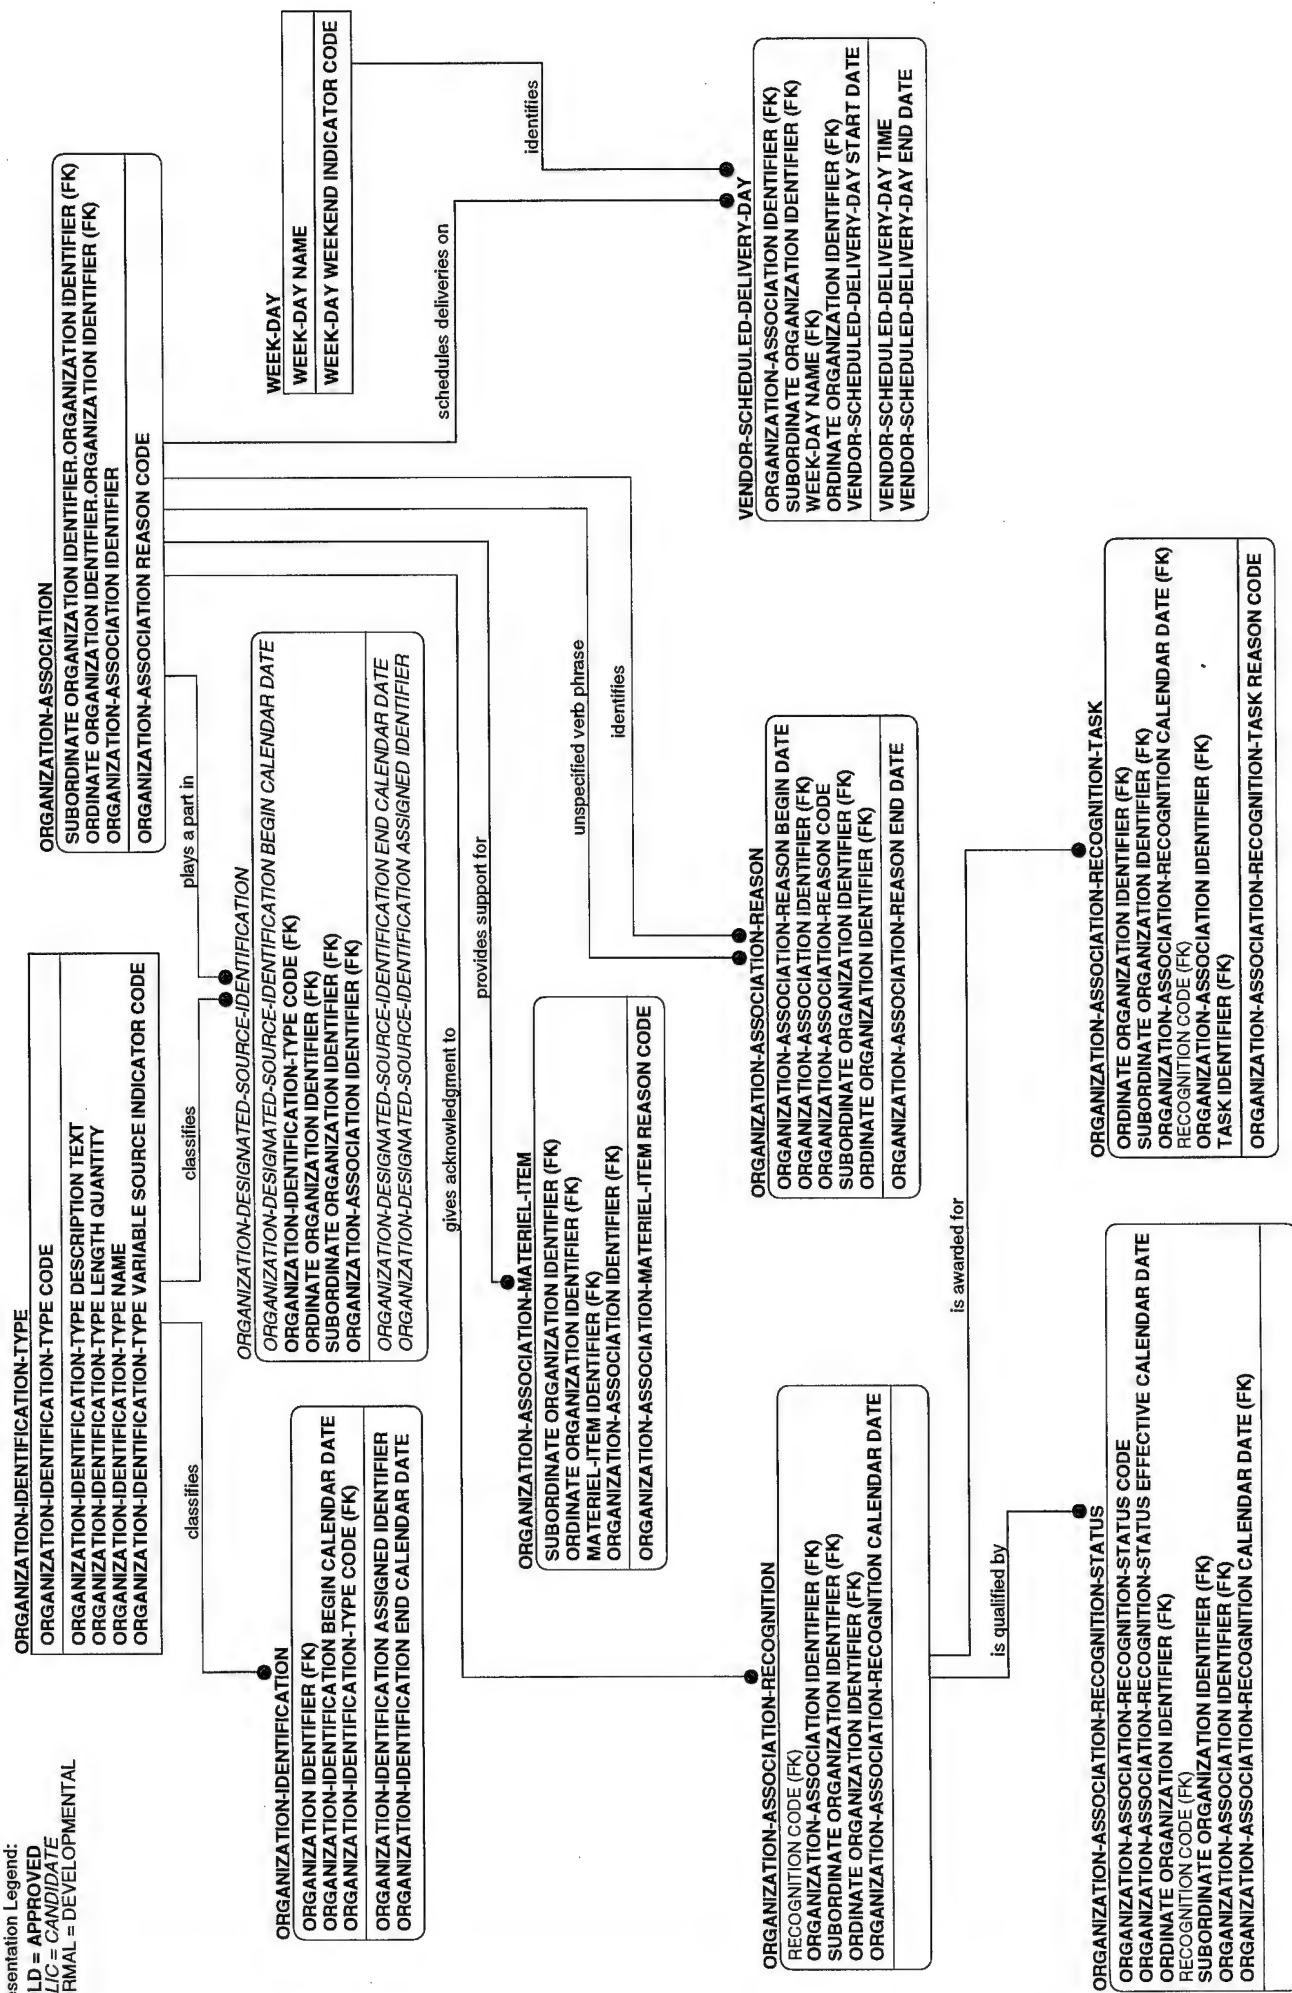 sentation Legend:
LD = APPROVED
LIC = CANDIDATE
RMAL = DEVELOPMENTAL
ORGANIZATION-IDENTIFICATION-TYPE
ORGANIZATION-IDENTIFICATION-TYPE CODE
ORGANIZATION-IDENTIFICATION-TYPE DESCRIPTION TEXT
ORGANIZATION-IDENTIFICATION-TYPE LENGTH QUANTITY
ORGANIZATION-IDENTIFICATION-TYPE NAME
ORGANIZATION-IDENTIFICATION-TYPE VARIABLE SOURCE INDICATOR CODE
ORGANIZATION-ASSOCIATION
SUBORDINATE ORGANIZATION IDENTIFIER.ORGANIZATION IDENTIFIER (FK)
ORDINATE ORGANIZATION IDENTIFIER.ORGANIZATION IDENTIFIER (FK)
ORGANIZATION-ASSOCIATION IDENTIFIER
ORGANIZATION-ASSOCIATION REASON CODE
classifies
classifies
plays a part in
ORGANIZATION-IDENTIFICATION
ORGANIZATION IDENTIFIER (FK)
ORGANIZATION-IDENTIFICATION BEGIN CALENDAR DATE
ORGANIZATION-IDENTIFICATION-TYPE CODE (FK)
ORGANIZATION-IDENTIFICATION ASSIGNED IDENTIFIER
ORGANIZATION-IDENTIFICATION END CALENDAR DATE
ORGANIZATION-DESIGNATED-SOURCE-IDENTIFICATION
ORGANIZATION-DESIGNATED-SOURCE-IDENTIFICATION BEGIN CALENDAR DATE
ORGANIZATION-IDENTIFICATION-TYPE CODE (FK)
ORDINATE ORGANIZATION IDENTIFIER (FK)
SUBORDINATE ORGANIZATION IDENTIFIER (FK)
ORGANIZATION-ASSOCIATION IDENTIFIER (FK)
ORGANIZATION-DESIGNATED-SOURCE-IDENTIFICATION END CALENDAR DATE
ORGANIZATION-DESIGNATED-SOURCE-IDENTIFICATION ASSIGNED IDENTIFIER
WEEK-DAY
WEEK-DAY NAME
WEEK-DAY WEEKEND INDICATOR CODE
gives acknowledgment to
provides support for
unspecified verb phrase
identifies
schedules deliveries on
identifies
ORGANIZATION-ASSOCIATION-MATERIEL-ITEM
SUBORDINATE ORGANIZATION IDENTIFIER (FK)
ORDINATE ORGANIZATION IDENTIFIER (FK)
MATERIEL-ITEM IDENTIFIER (FK)
ORGANIZATION-ASSOCIATION IDENTIFIER (FK)
ORGANIZATION-ASSOCIATION-MATERIEL-ITEM REASON CODE
ORGANIZATION-ASSOCIATION-RECOGNITION
RECOGNITION CODE (FK)
ORGANIZATION-ASSOCIATION IDENTIFIER (FK)
SUBORDINATE ORGANIZATION IDENTIFIER (FK)
ORDINATE ORGANIZATION IDENTIFIER (FK)
ORGANIZATION-ASSOCIATION-RECOGNITION CALENDAR DATE
ORGANIZATION-ASSOCIATION-REASON
ORGANIZATION-ASSOCIATION-REASON BEGIN DATE
ORGANIZATION-ASSOCIATION IDENTIFIER (FK)
ORGANIZATION-ASSOCIATION-REASON CODE
SUBORDINATE ORGANIZATION IDENTIFIER (FK)
ORDINATE ORGANIZATION IDENTIFIER (FK)
ORGANIZATION-ASSOCIATION-REASON END DATE
VENDOR-SCHEDULED-DELIVERY-DAY
ORGANIZATION-ASSOCIATION IDENTIFIER (FK)
SUBORDINATE ORGANIZATION IDENTIFIER (FK)
WEEK-DAY NAME (FK)
ORDINATE ORGANIZATION IDENTIFIER (FK)
VENDOR-SCHEDULED-DELIVERY-DAY START DATE
VENDOR-SCHEDULED-DELIVERY-DAY TIME
VENDOR-SCHEDULED-DELIVERY-DAY END DATE
is awarded for
is qualified by
ORGANIZATION-ASSOCIATION-RECOGNITION-STATUS
ORGANIZATION-ASSOCIATION-RECOGNITION-STATUS CODE
ORGANIZATION-ASSOCIATION-RECOGNITION-STATUS EFFECTIVE CALENDAR DATE
ORDINATE ORGANIZATION IDENTIFIER (FK)
RECOGNITION CODE (FK)
SUBORDINATE ORGANIZATION IDENTIFIER (FK)
ORGANIZATION-ASSOCIATION IDENTIFIER (FK)
ORGANIZATION-ASSOCIATION-RECOGNITION CALENDAR DATE (FK)
ORGANIZATION-ASSOCIATION-RECOGNITION-TASK
ORDINATE ORGANIZATION IDENTIFIER (FK)
SUBORDINATE ORGANIZATION IDENTIFIER (FK)
ORGANIZATION-ASSOCIATION-RECOGNITION CALENDAR DATE (FK)
RECOGNITION CODE (FK)
ORGANIZATION-ASSOCIATION IDENTIFIER (FK)
TASK IDENTIFIER (FK)
ORGANIZATION-ASSOCIATION-RECOGNITION-TASK REASON CODE